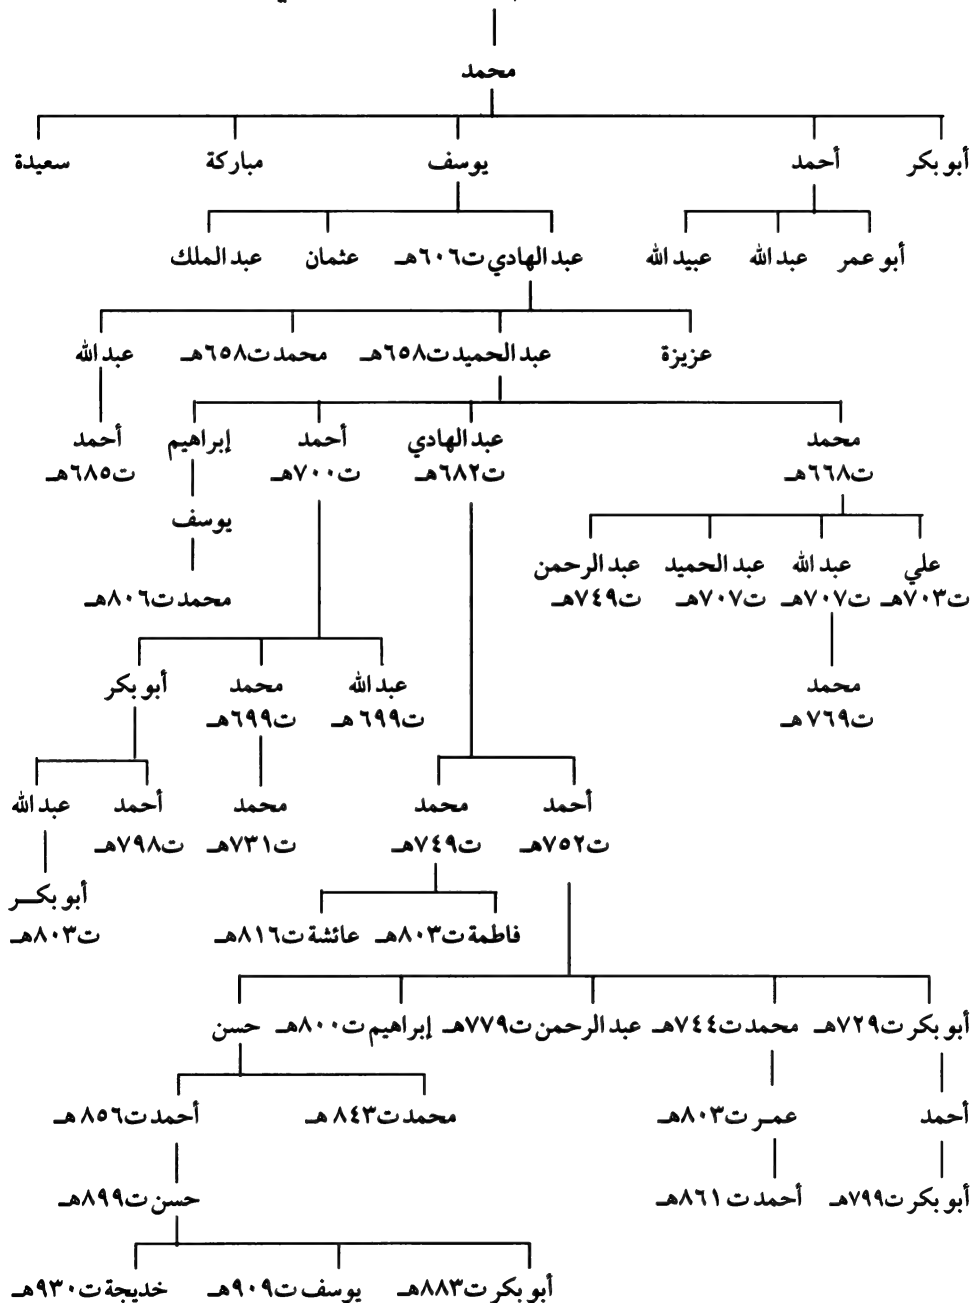 محمد
أبو بكر أحمد يوسف مباركة سعيدة
أبو عمر عبد الله عبيد الله عبد الهادي ت٦٠٦هـ عثمان عبد الملك
عزيزة عبد الحميد ت٦٥٨هـ محمد ت٦٥٨هـ عبد الله
محمد عبد الهادي أحمد إبراهيم أحمد
ت٦٦٨هـ ت٦٨٢هـ ت٧٠٠هـ ت٦٨٥هـ
يوسف
علي عبد الله عبد الحميد عبد الرحمن
ت٧٠٣هـ ت٧٠٧هـ ت٧٠٧هـ ت٧٤٩هـ محمد ت٨٠٦هـ
محمد عبد الله محمد أبو بكر
ت٧٦٩هـ ت٦٩٩هـ ت٦٩٩هـ
أحمد محمد محمد أحمد عبد الله
ت٧٥٢هـ ت٧٤٩هـ ت٧٣١هـ ت٧٩٨هـ
أبو بكـر
فاطمة ت٨٠٣هـ عائشة ت٨١٦هـ ت٨٠٣هـ
أبو بكر ت٧٢٩هـ محمد ت٧٤٤هـ عبد الرحمن ت٧٧٩هـ إبراهيم ت٨٠٠هـ حسن
أحمد عمـر ت٨٠٣هـ محمد ت٨٤٣هـ أحمد ت٨٥٦هـ
أبو بكر ت٧٩٩هـ أحمد ت٨٦١هـ حسن ت٨٩٩هـ
أبو بكر ت٨٨٣هـ يوسف ت٩٠٩هـ خديجة ت٩٣٠هـ